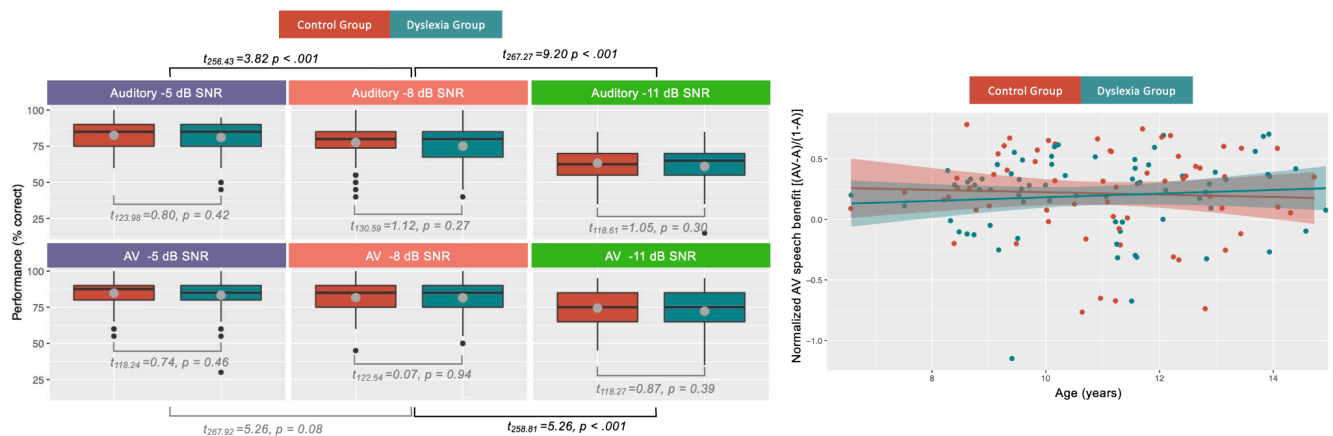 Control Group Dyslexia Group
t256.43=3.82 p < .001 t267.27=9.20 p < .001
Auditory -5 dB SNR Auditory -8 dB SNR Auditory -11 dB SNR
100
75
50
25
t123.98=0.80, p = 0.42 t130.59=1.12, p = 0.27 t118.61=1.05, p = 0.30
Performance (% correct)
AV -5 dB SNR AV -8 dB SNR AV -11 dB SNR
100
75
50
25
t118.24=0.74, p = 0.46 t122.54=0.07, p = 0.94 t118.27=0.87, p = 0.39
t267.92=5.26, p = 0.08 t258.81=5.26, p < .001
Control Group Dyslexia Group
Normalized AV speech benefit [(AV-A)/(1-A)]
0.5
0.0
−0.5
−1.0
8 10 12 14
Age (years)